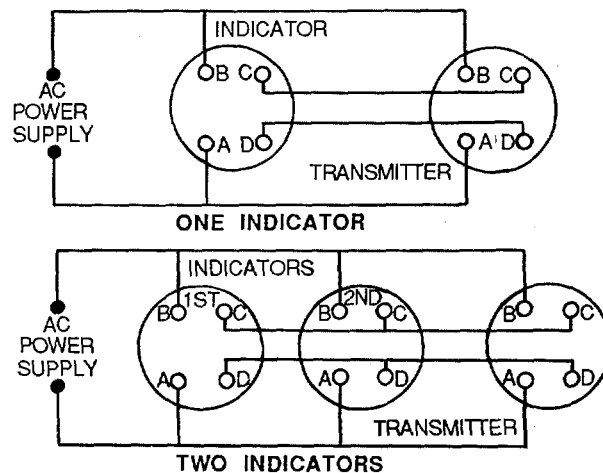 INDICATOR
B C
B C
AC
POWER
SUPPLY
A D
A D
TRANSMITTER
ONE INDICATOR
INDICATORS
1ST
2ND
B C
B C
B C
AC
POWER
SUPPLY
A D
A D
A D
TRANSMITTER
TWO INDICATORS